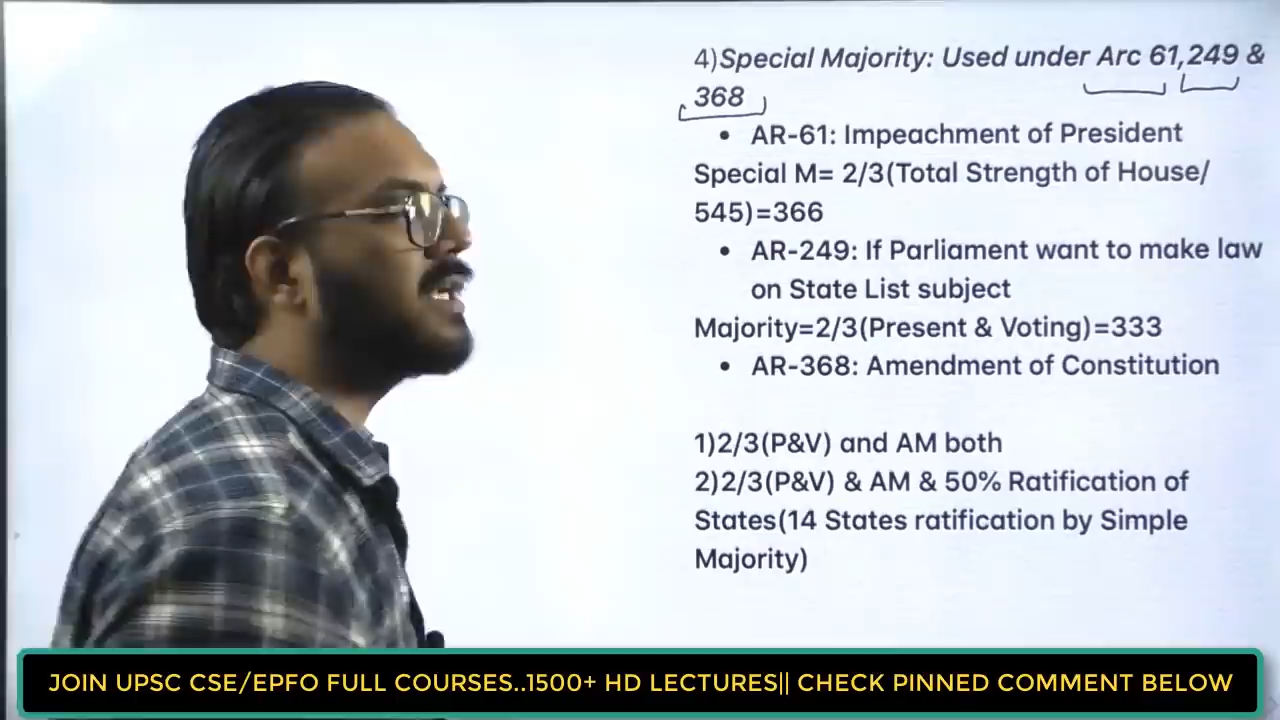 4)Special Majority: Used under Arc 61,249 &
368
• AR-61: Impeachment of President
Special M= 2/3(Total Strength of House/
545)=366
• AR-249: If Parliament want to make law
on State List subject
Majority=2/3(Present & Voting)=333
• AR-368: Amendment of Constitution
1)2/3(P&V) and AM both
2)2/3(P&V) & AM & 50% Ratification of
States(14 States ratification by Simple
Majority)
JOIN UPSC CSE/EPFO FULL COURSES..1500+ HD LECTURES|| CHECK PINNED COMMENT BELOW